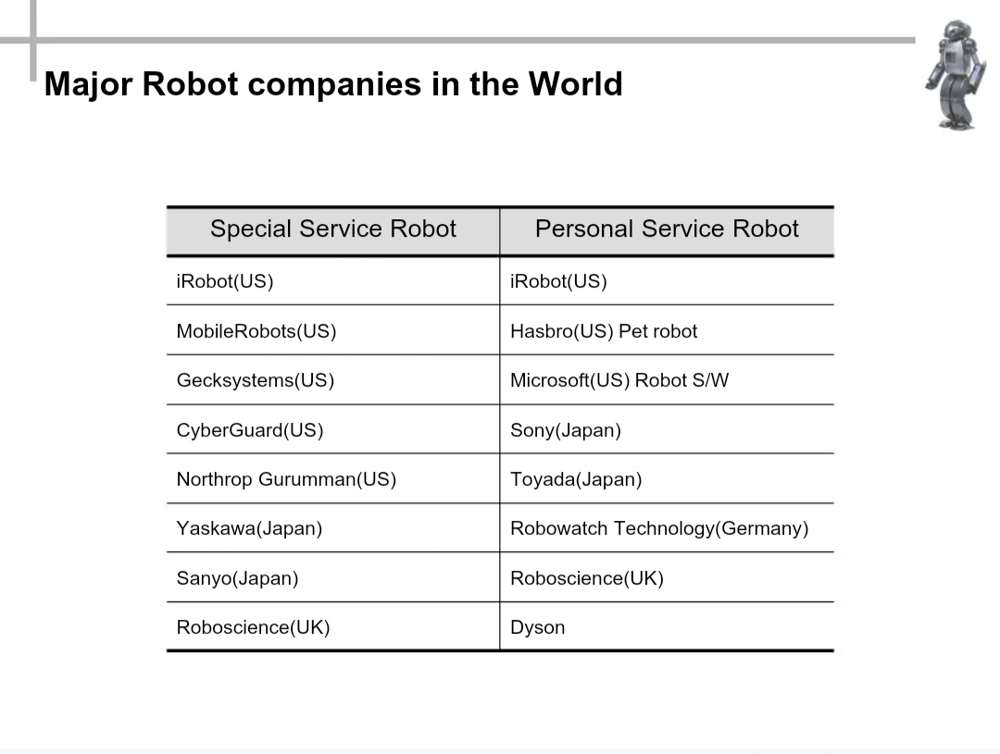 Major Robot companies in the World
Special Service Robot Personal Service Robot
iRobot(US) iRobot(US)
MobileRobots(US) Hasbro(US) Pet robot
Gecksystems(US) Microsoft(US) Robot S/W
CyberGuard(US) Sony(Japan)
Northrop Gurumman(US) Toyada(Japan)
Yaskawa(Japan) Robowatch Technology(Germany)
Sanyo(Japan) Roboscience(UK)
Roboscience(UK) Dyson